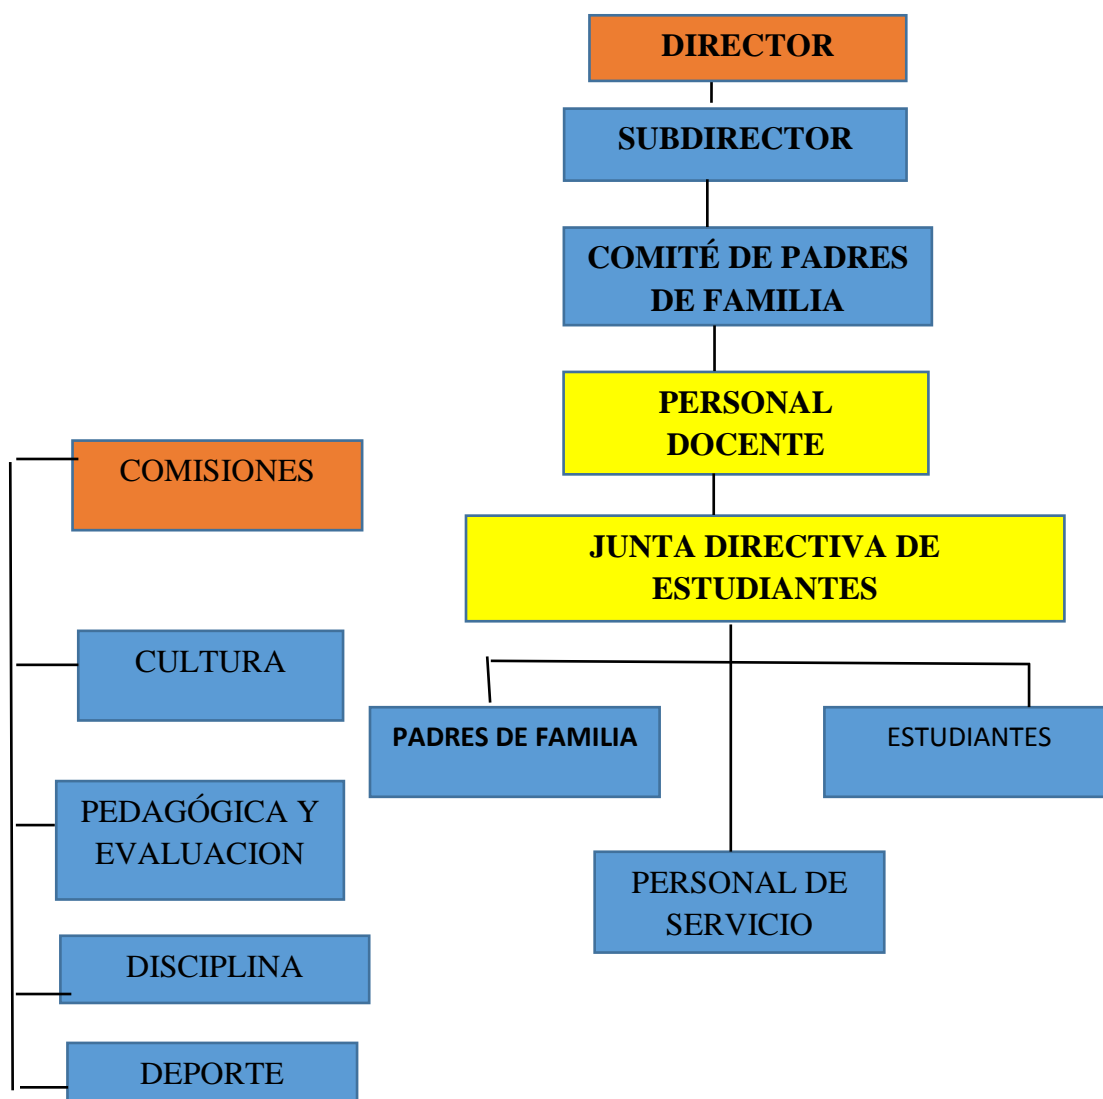 DIRECTOR
SUBDIRECTOR
COMITÉ DE PADRES
DE FAMILIA
PERSONAL
DOCENTE
JUNTA DIRECTIVA DE
ESTUDIANTES
PADRES DE FAMILIA
ESTUDIANTES
PERSONAL DE
SERVICIO
COMISIONES
CULTURA
PEDAGÓGICA Y
EVALUACION
DISCIPLINA
DEPORTE